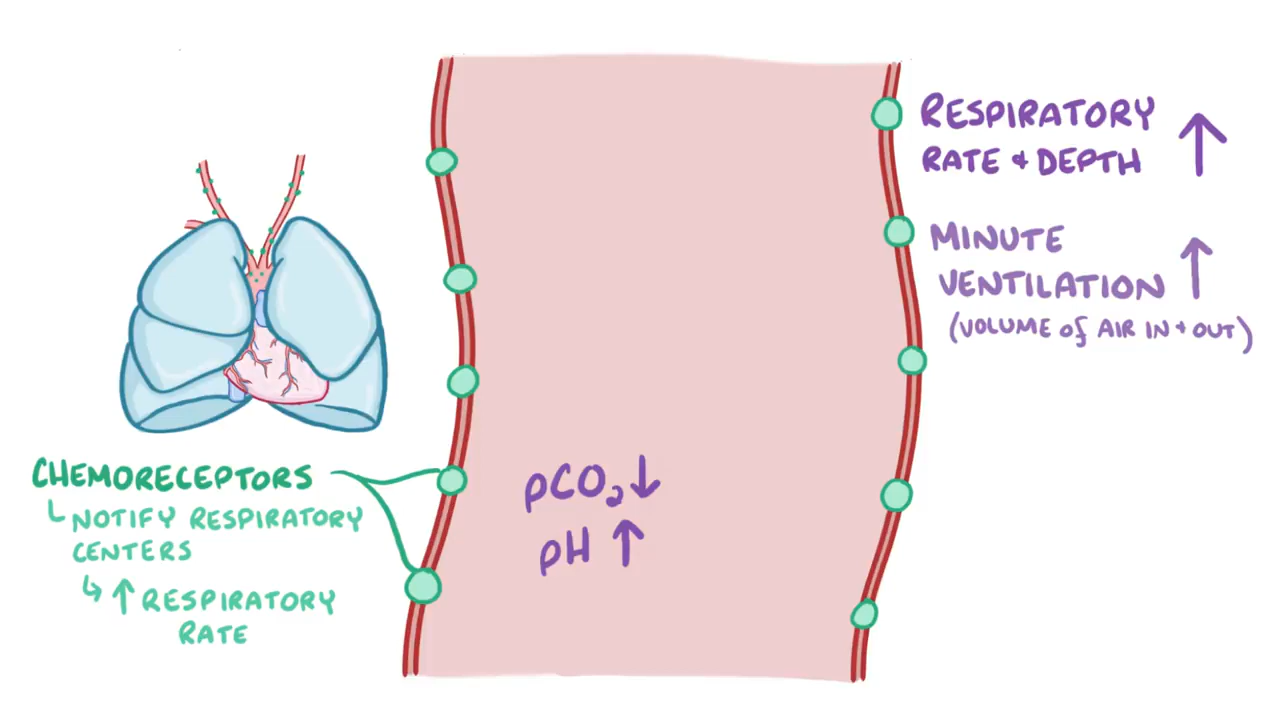 CHEMORECEPTORS
↳ NOTIFY RESPIRATORY
CENTERS
↳ ↑ RESPIRATORY
RATE
pCO₂ ↓
pH ↑
RESPIRATORY
RATE & DEPTH ↑
MINUTE
VENTILATION ↑
(VOLUME of AIR IN + OUT)